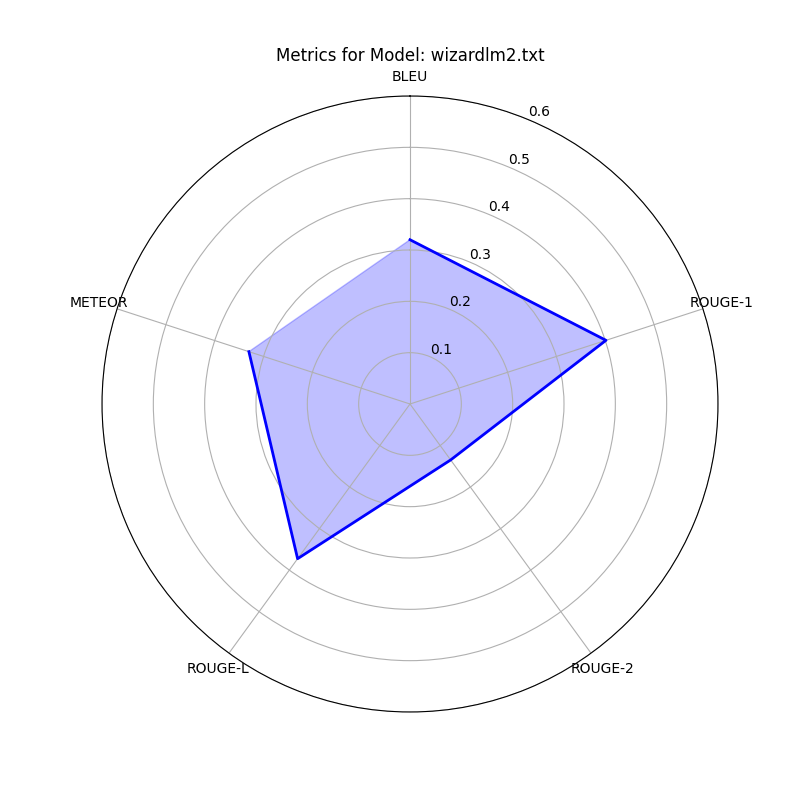 Metrics for Model: wizardlm2.txt
BLEU
0.6
0.5
0.4
0.3
METEOR
ROUGE-1
0.2
0.1
ROUGE-L
ROUGE-2